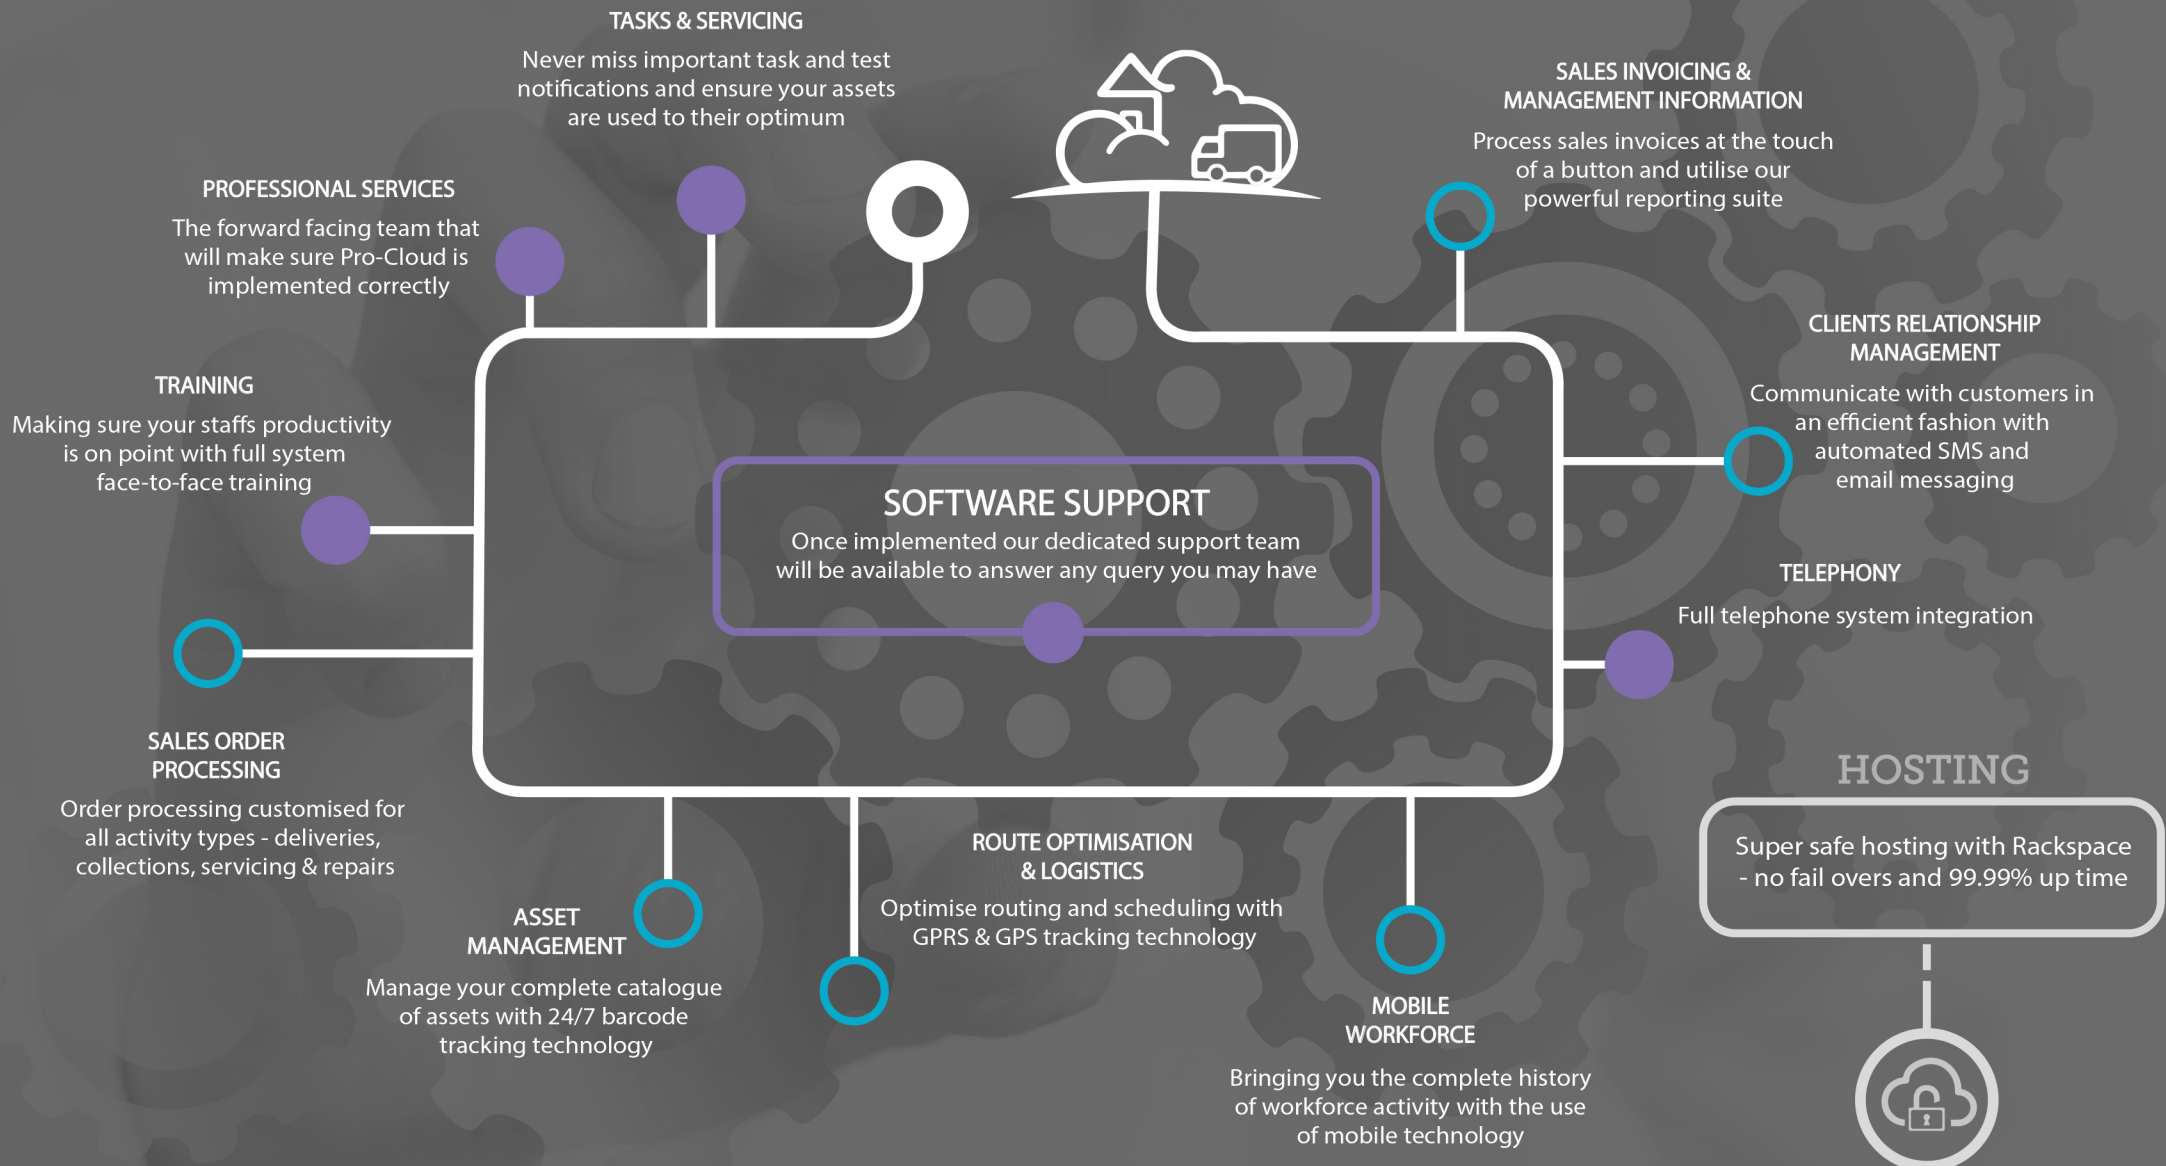 TASKS & SERVICING
Never miss important task and test
notifications and ensure your assets
are used to their optimum
SALES INVOICING &
MANAGEMENT INFORMATION
Process sales invoices at the touch
of a button and utilise our
powerful reporting suite
PROFESSIONAL SERVICES
The forward facing team that
will make sure Pro-Cloud is
implemented correctly
CLIENTS RELATIONSHIP
MANAGEMENT
Communicate with customers in
an efficient fashion with
automated SMS and
email messaging
TRAINING
Making sure your staffs productivity
is on point with full system
face-to-face training
SOFTWARE SUPPORT
Once implemented our dedicated support team
will be available to answer any query you may have
TELEPHONY
Full telephone system integration
SALES ORDER
PROCESSING
Order processing customised for
all activity types - deliveries,
collections, servicing & repairs
HOSTING
Super safe hosting with Rackspace
- no fail overs and 99.99% up time
ROUTE OPTIMISATION
& LOGISTICS
Optimise routing and scheduling with
GPRS & GPS tracking technology
ASSET
MANAGEMENT
Manage your complete catalogue
of assets with 24/7 barcode
tracking technology
MOBILE
WORKFORCE
Bringing you the complete history
of workforce activity with the use
of mobile technology